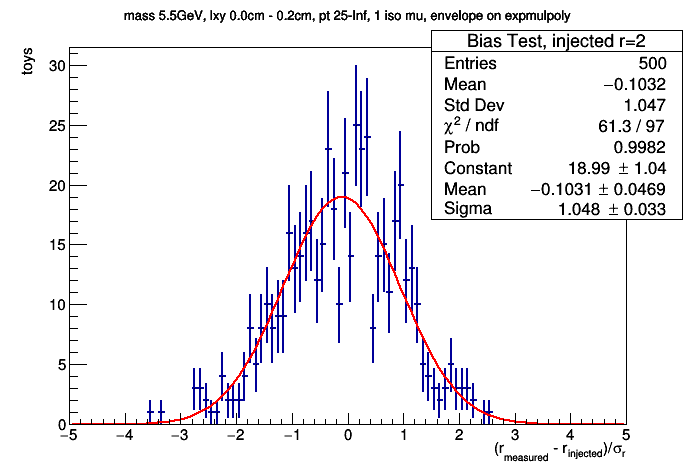 mass 5.5GeV, lxy 0.0cm - 0.2cm, pt 25-Inf, 1 iso mu, envelope on expmulpoly
Bias Test, injected r=2
Entries 500
Mean −0.1032
Std Dev 1.047
χ² / ndf 61.3 / 97
Prob 0.9982
Constant 18.99 ± 1.04
Mean −0.1031 ± 0.0469
Sigma 1.048 ± 0.033
toys
30
25
20
15
10
5
0
−5 −4 −3 −2 −1 0 1 2 3 4 5
(r_measured - r_injected)/σ_r